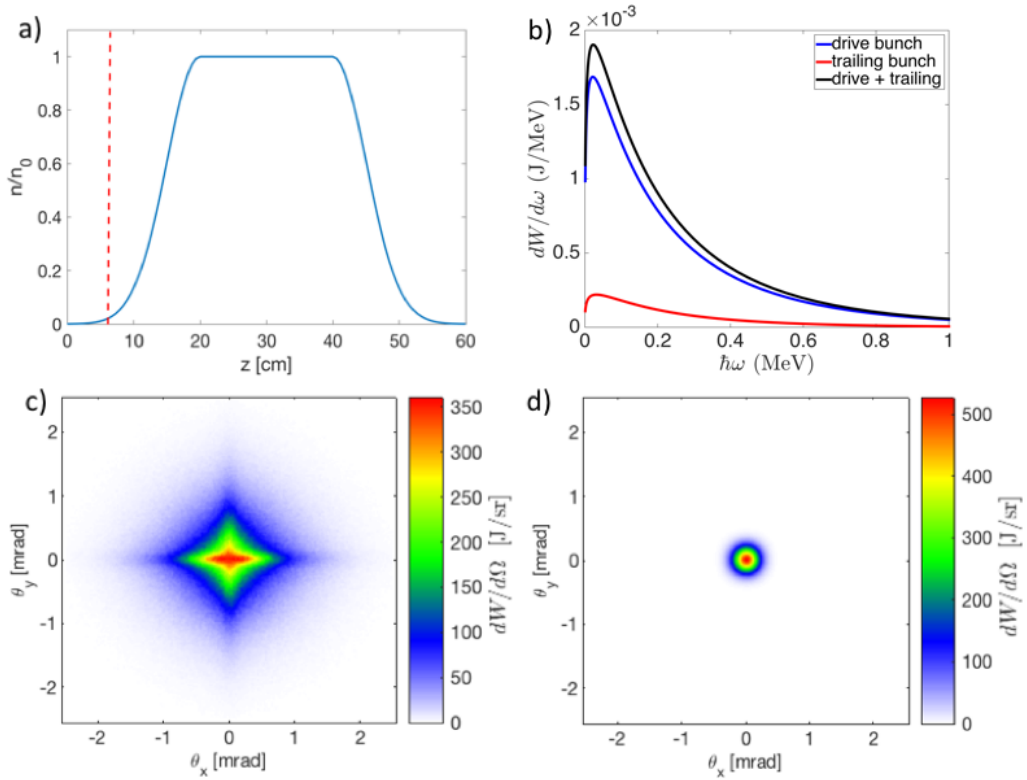 a)
n/n₀
1
0.8
0.6
0.4
0.2
0
0 10 20 30 40 50 60
z [cm]
b)
×10⁻³
2
1.5
1
0.5
0
dW/dω (J/MeV)
drive bunch
trailing bunch
drive + trailing
0 0.2 0.4 0.6 0.8 1
ℏω (MeV)
c)
θy [mrad]
2
1
0
-1
-2
-2 -1 0 1 2
θx [mrad]
350
300
250
200
150
100
50
0
dW/dΩ [J/sr]
d)
θy [mrad]
2
1
0
-1
-2
-2 -1 0 1 2
θx [mrad]
500
400
300
200
100
0
dW/dΩ [J/sr]